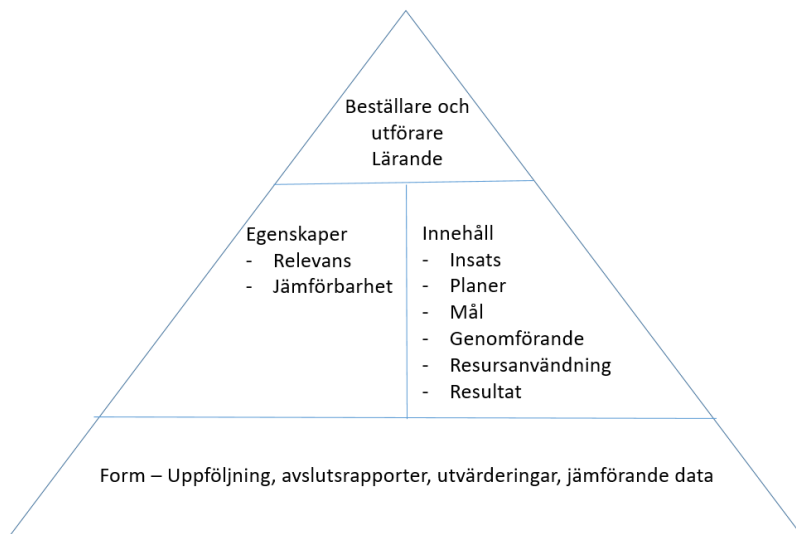 Beställare och
utförare
Lärande
Egenskaper
- Relevans
- Jämförbarhet
Innehåll
- Insats
- Planer
- Mål
- Genomförande
- Resursanvändning
- Resultat
Form – Uppföljning, avslutsrapporter, utvärderingar, jämförande data